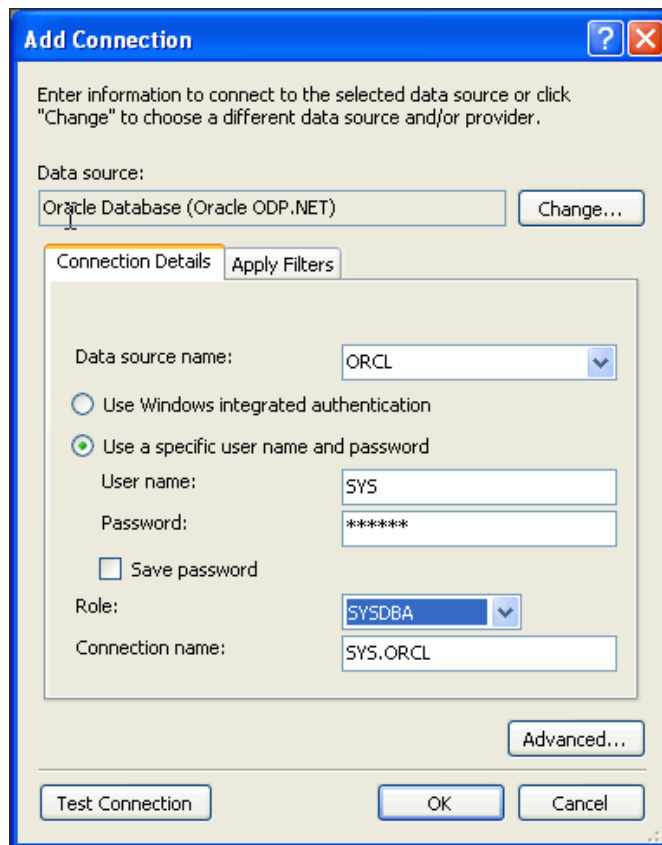 Add Connection
Enter information to connect to the selected data source or click
"Change" to choose a different data source and/or provider.
Data source:
Oracle Database (Oracle ODP.NET)
Change...
Connection Details
Apply Filters
Data source name:
ORCL
Use Windows integrated authentication
Use a specific user name and password
User name:
SYS
Password:
******
Save password
Role:
SYSDBA
Connection name:
SYS.ORCL
Advanced...
Test Connection
OK
Cancel